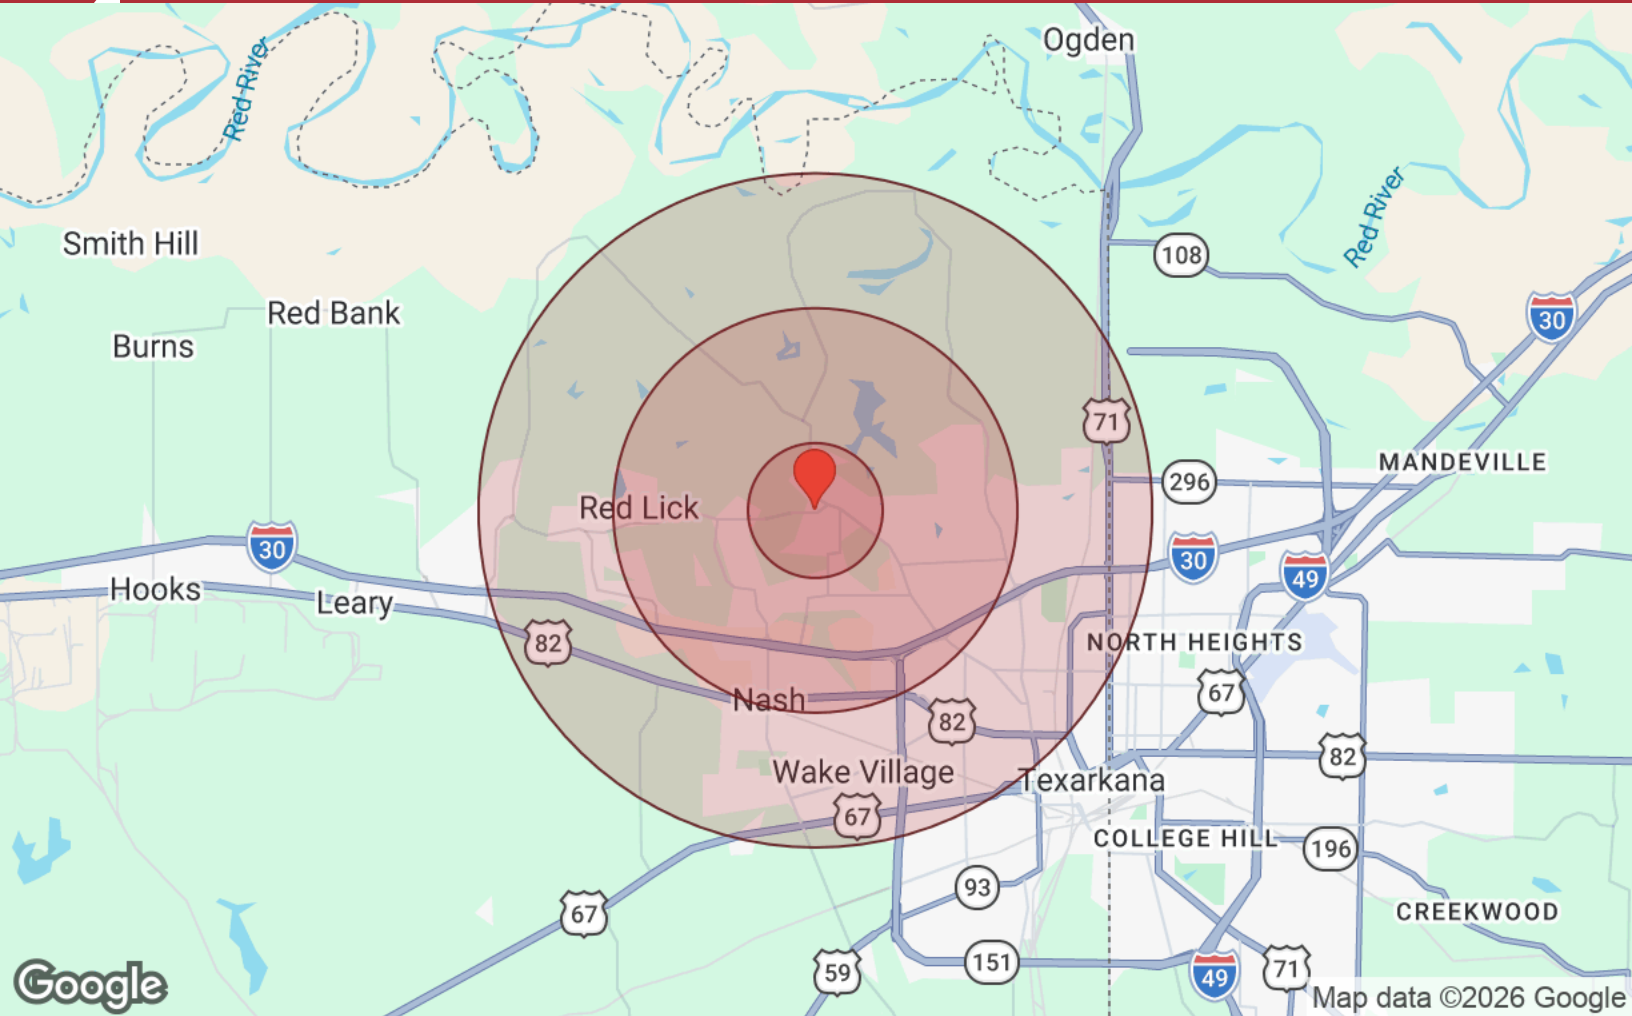 Ogden
Red River
Red River
Smith Hill
108
Red Bank
30
Burns
71
MANDEVILLE
296
Red Lick
30
30
49
Hooks
Leary
82
NORTH HEIGHTS
67
Nash
82
82
Wake Village
Texarkana
67
COLLEGE HILL
196
93
67
CREEKWOOD
151
59
49
71
Google
Map data ©2026 Google